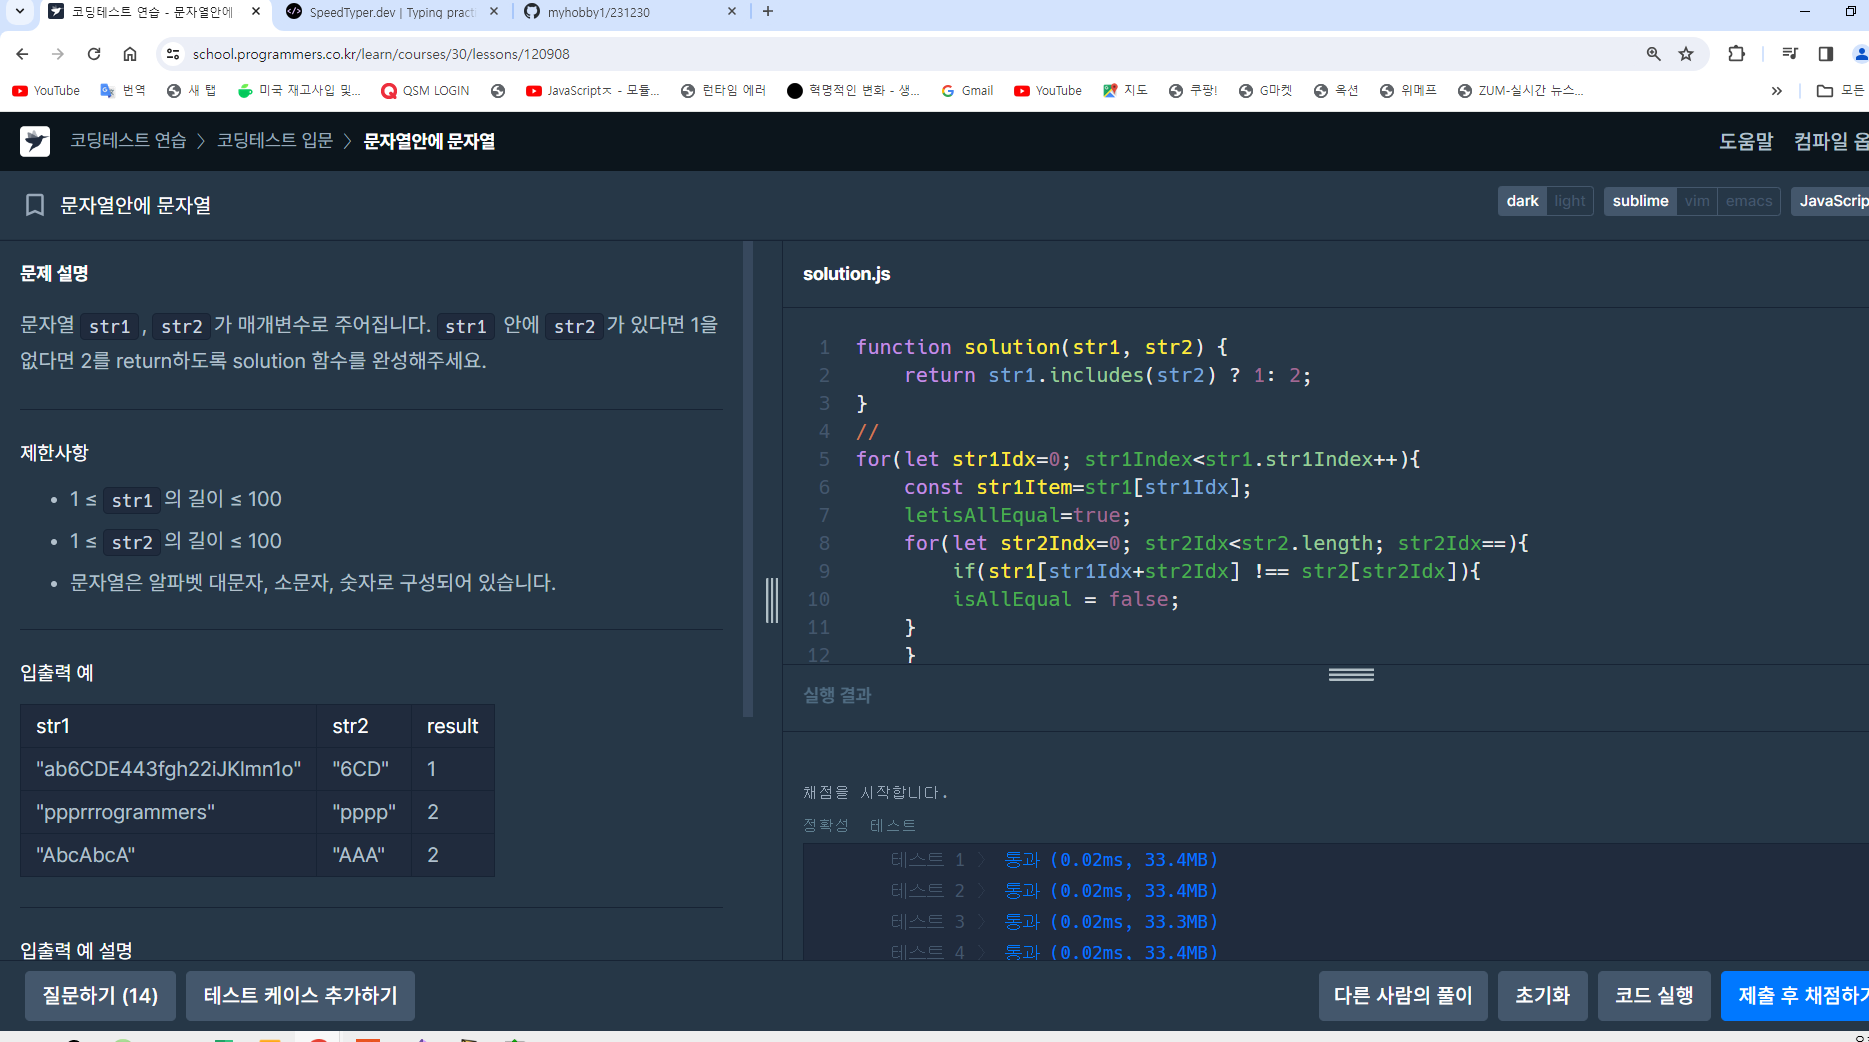 코딩테스트 연습 - 문자열안에
SpeedTyper.dev | Typing pract
myhobby1/231230
school.programmers.co.kr/learn/courses/30/lessons/120908
YouTube
번역
새 탭
미국 재고사입 및...
QSM LOGIN
JavaScriptㅈ - 모듈...
런타임 에러
혁명적인 변화 - 생...
Gmail
YouTube
지도
쿠팡!
G마켓
옥션
위메프
ZUM-실시간 뉴스...
모든
코딩테스트 연습 > 코딩테스트 입문 > 문자열안에 문자열
도움말
컴파일 옵
문자열안에 문자열
dark light
sublime vim emacs
JavaScrip
문제 설명
문자열 str1, str2가 매개변수로 주어집니다. str1 안에 str2가 있다면 1을
없다면 2를 return하도록 solution 함수를 완성해주세요.
제한사항
• 1 ≤ str1의 길이 ≤ 100
• 1 ≤ str2의 길이 ≤ 100
• 문자열은 알파벳 대문자, 소문자, 숫자로 구성되어 있습니다.
입출력 예
str1 str2 result
"ab6CDE443fgh22iJKlmn1o" "6CD" 1
"ppprrrogrammers" "pppp" 2
"AbcAbcA" "AAA" 2
입출력 예 설명
solution.js
1 function solution(str1, str2) {
2 return str1.includes(str2) ? 1: 2;
3 }
4 //
5 for(let str1Idx=0; str1Index<str1.str1Index++){
6 const str1Item=str1[str1Idx];
7 letisAllEqual=true;
8 for(let str2Indx=0; str2Idx<str2.length; str2Idx==){
9 if(str1[str1Idx+str2Idx] !== str2[str2Idx]){
10 isAllEqual = false;
11 }
12 }
실행 결과
채점을 시작합니다.
정확성 테스트
테스트 1 〉 통과 (0.02ms, 33.4MB)
테스트 2 〉 통과 (0.02ms, 33.4MB)
테스트 3 〉 통과 (0.02ms, 33.3MB)
테스트 4 〉 통과 (0.02ms, 33.4MB)
질문하기 (14)
테스트 케이스 추가하기
다른 사람의 풀이
초기화
코드 실행
제출 후 채점하기